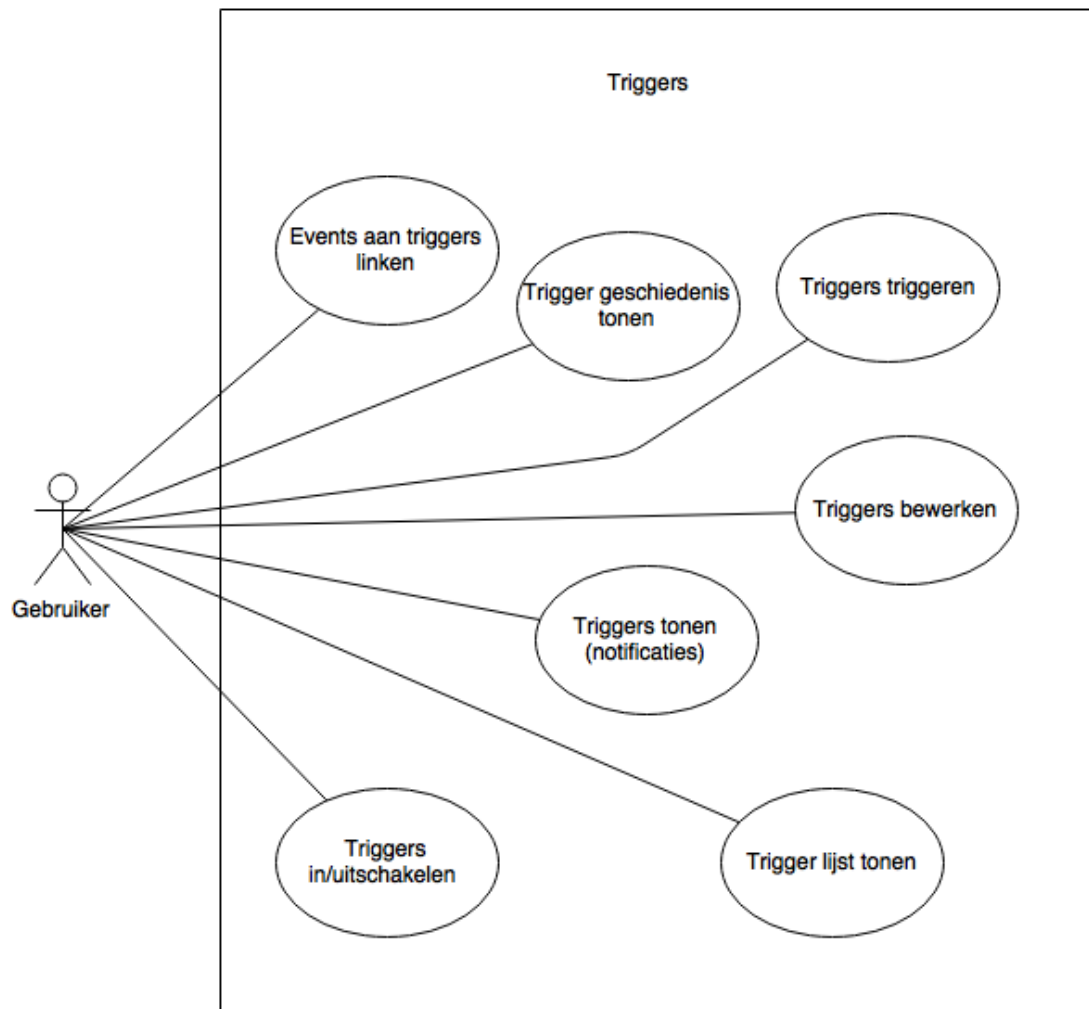 Triggers
Events aan triggers
linken
Trigger geschiedenis
tonen
Triggers triggeren
Triggers bewerken
Gebruiker
Triggers tonen
(notificaties)
Triggers
in/uitschakelen
Trigger lijst tonen